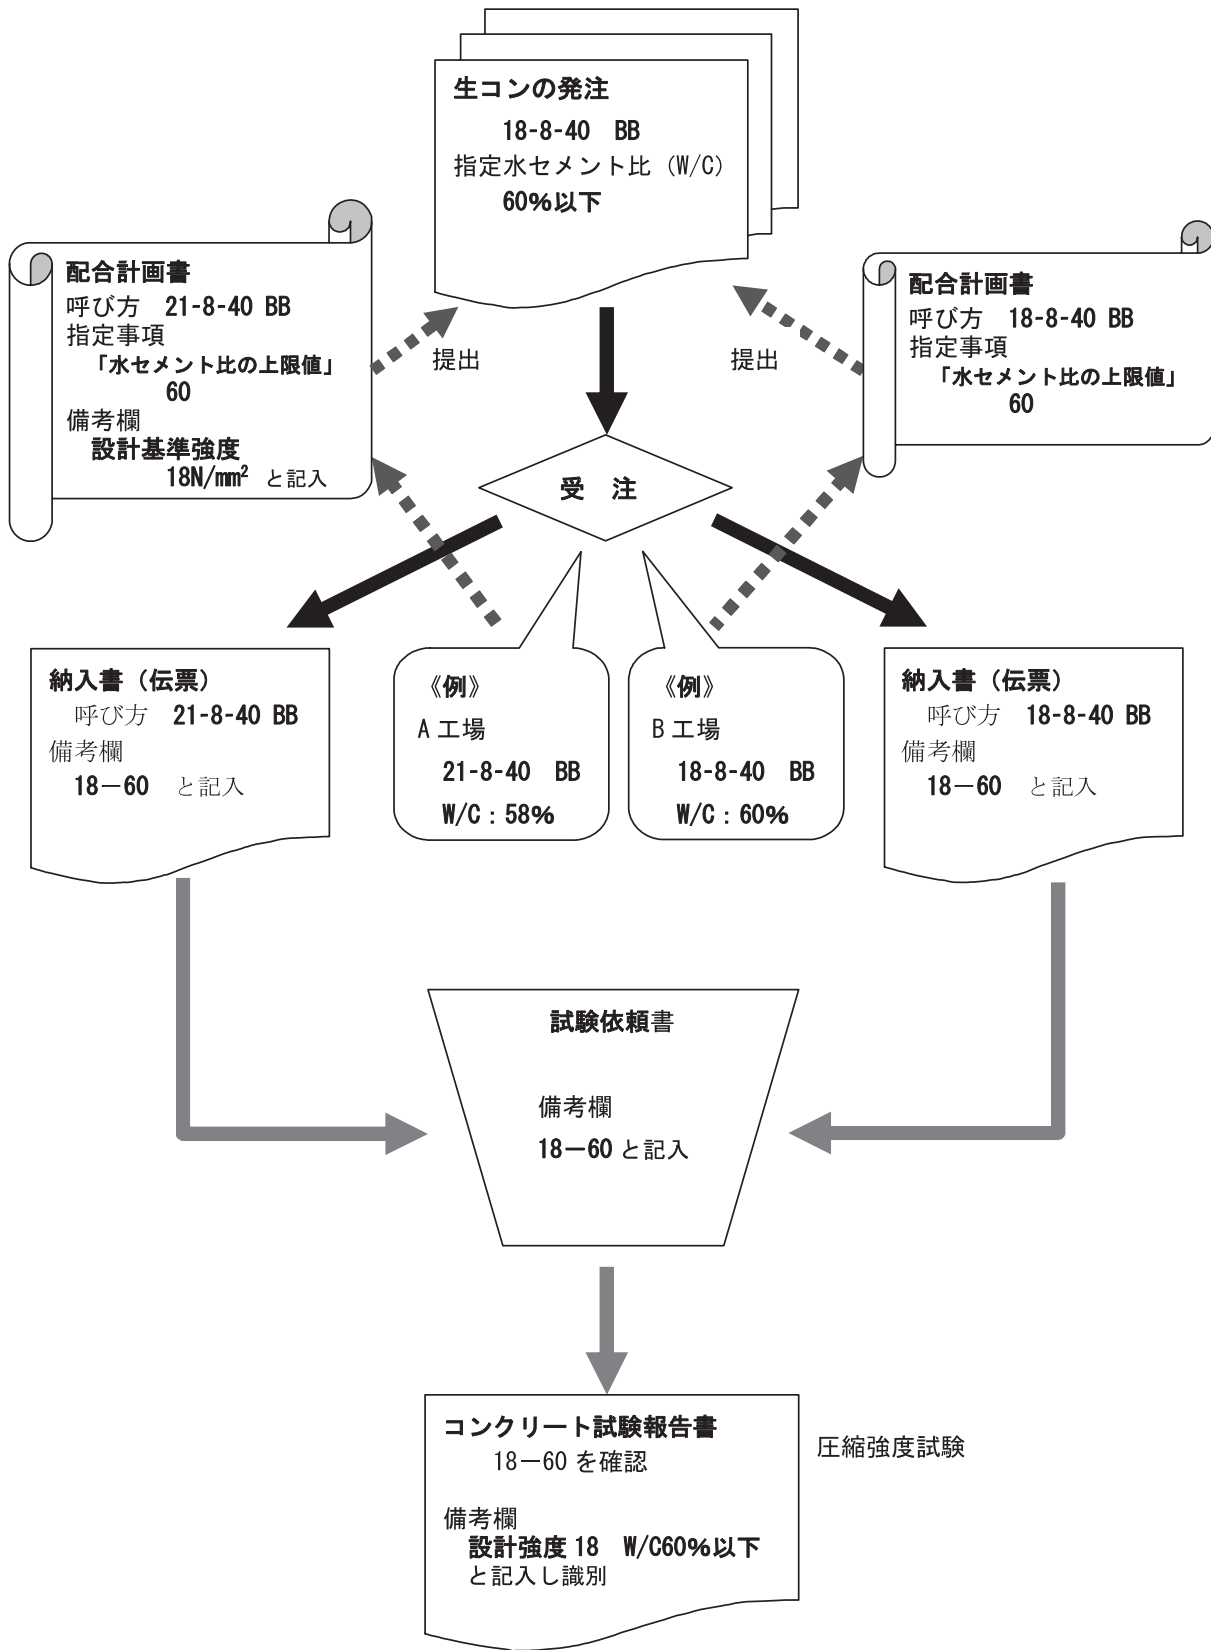 生コンの発注
18-8-40 BB
指定水セメント比（W/C）
60%以下
配合計画書
呼び方 21-8-40 BB
指定事項
「水セメント比の上限値」
60
備考欄
設計基準強度
18N/mm² と記入
提出
提出
配合計画書
呼び方 18-8-40 BB
指定事項
「水セメント比の上限値」
60
受 注
納入書（伝票）
呼び方 21-8-40 BB
備考欄
18－60 と記入
《例》
A 工場
21-8-40 BB
W/C：58%
《例》
B 工場
18-8-40 BB
W/C：60%
納入書（伝票）
呼び方 18-8-40 BB
備考欄
18－60 と記入
試験依頼書
備考欄
18－60 と記入
コンクリート試験報告書
18－60 を確認
備考欄
設計強度 18 W/C60%以下
と記入し識別
圧縮強度試験